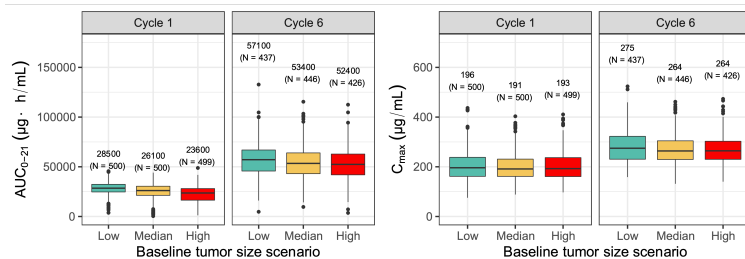 Cycle 1
Cycle 6
AUC0−21 (μg · h/mL)
150000
100000
50000
0
28500
(N = 500)
26100
(N = 500)
23600
(N = 499)
57100
(N = 437)
53400
(N = 446)
52400
(N = 426)
Low
Median
High
Low
Median
High
Baseline tumor size scenario
Cycle 1
Cycle 6
Cmax (μg/mL)
600
400
200
0
196
(N = 500)
191
(N = 500)
193
(N = 499)
275
(N = 437)
264
(N = 446)
264
(N = 426)
Low
Median
High
Low
Median
High
Baseline tumor size scenario